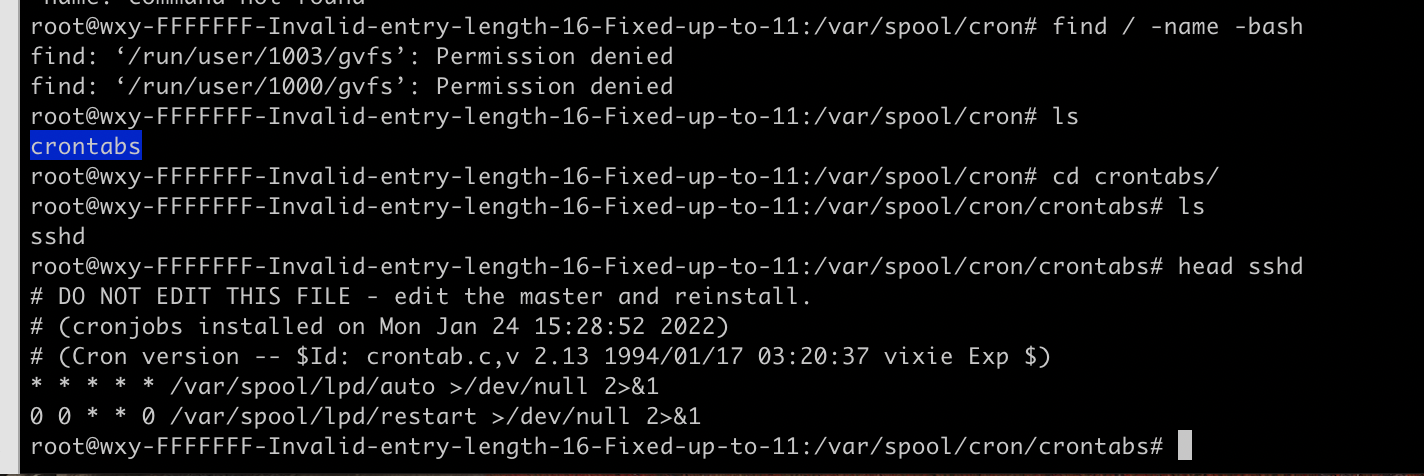 name: command not found
root@wxy-FFFFFFF-Invalid-entry-length-16-Fixed-up-to-11:/var/spool/cron# find / -name -bash
find: ‘/run/user/1003/gvfs’: Permission denied
find: ‘/run/user/1000/gvfs’: Permission denied
root@wxy-FFFFFFF-Invalid-entry-length-16-Fixed-up-to-11:/var/spool/cron# ls
crontabs
root@wxy-FFFFFFF-Invalid-entry-length-16-Fixed-up-to-11:/var/spool/cron# cd crontabs/
root@wxy-FFFFFFF-Invalid-entry-length-16-Fixed-up-to-11:/var/spool/cron/crontabs# ls
sshd
root@wxy-FFFFFFF-Invalid-entry-length-16-Fixed-up-to-11:/var/spool/cron/crontabs# head sshd
# DO NOT EDIT THIS FILE - edit the master and reinstall.
# (cronjobs installed on Mon Jan 24 15:28:52 2022)
# (Cron version -- $Id: crontab.c,v 2.13 1994/01/17 03:20:37 vixie Exp $)
* * * * * /var/spool/lpd/auto >/dev/null 2>&1
0 0 * * 0 /var/spool/lpd/restart >/dev/null 2>&1
root@wxy-FFFFFFF-Invalid-entry-length-16-Fixed-up-to-11:/var/spool/cron/crontabs#